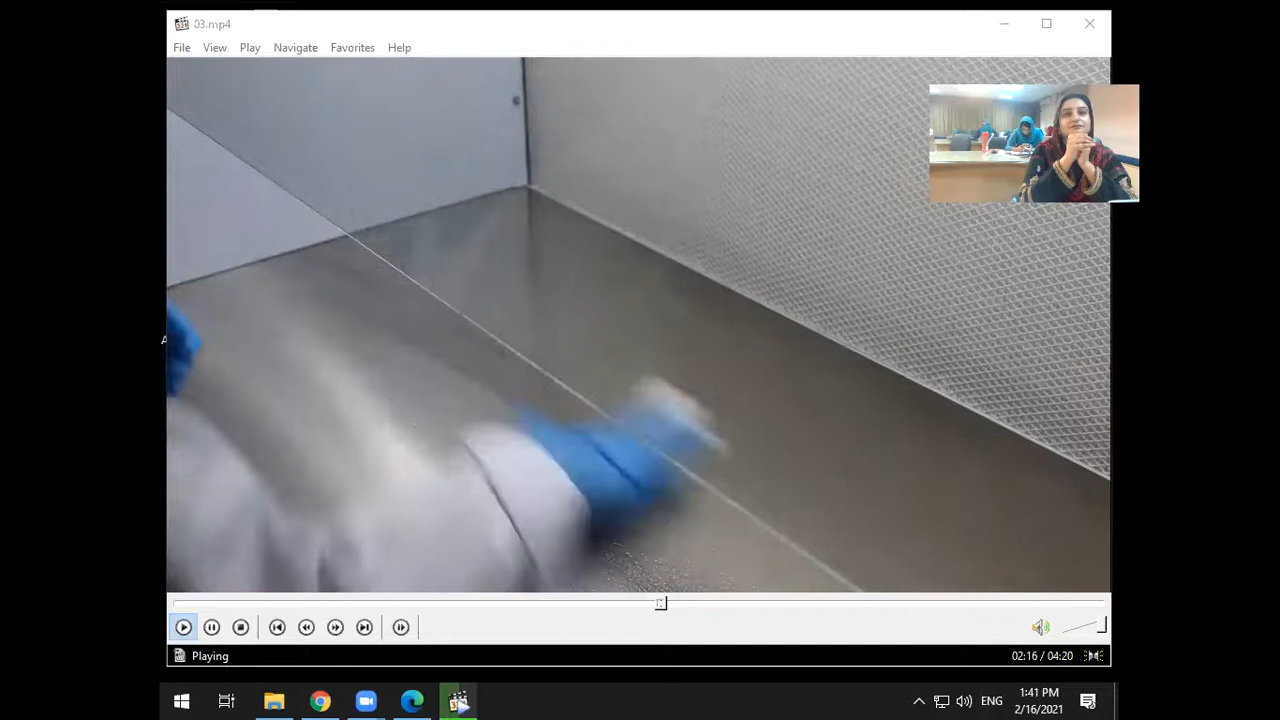 03.mp4
File View Play Navigate Favorites Help
A
Playing
02:16 / 04:20
ENG
1:41 PM
2/16/2021